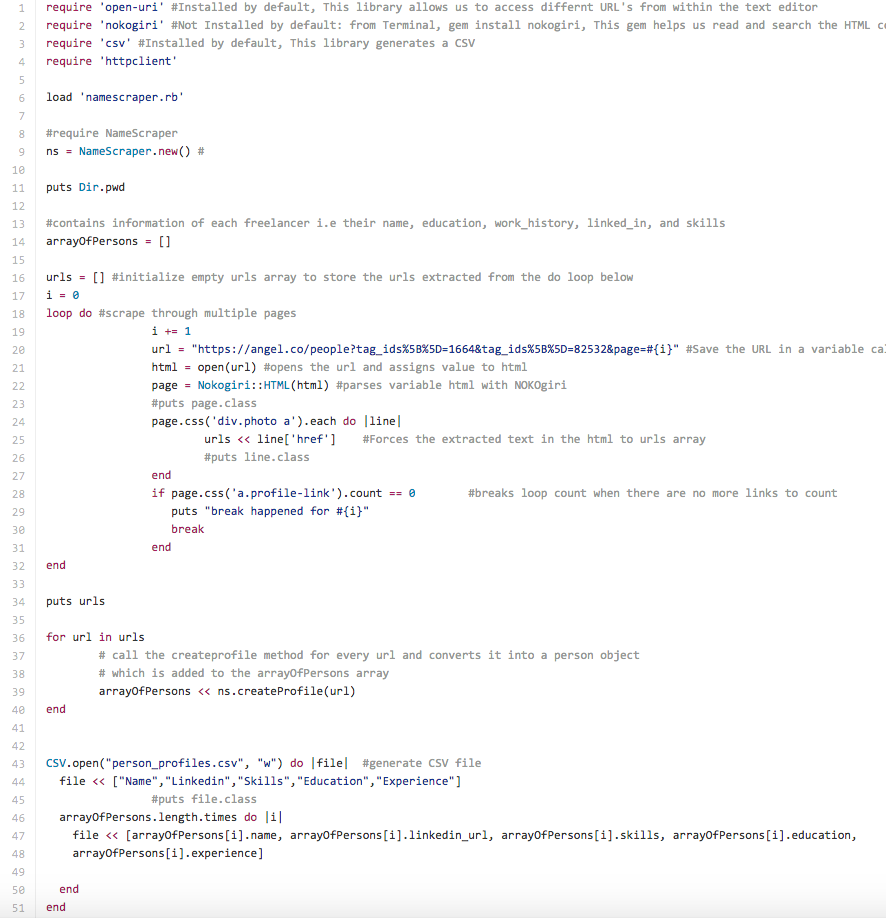 1 require 'open-uri' #Installed by default, This library allows us to access differnt URL's from within the text editor
2 require 'nokogiri' #Not Installed by default: from Terminal, gem install nokogiri, This gem helps us read and search the HTML
3 require 'csv' #Installed by default, This library generates a CSV
4 require 'httpclient'
5
6 load 'namescraper.rb'
7
8 #require NameScraper
9 ns = NameScraper.new() #
10
11 puts Dir.pwd
12
13 #contains information of each freelancer i.e their name, education, work_history, linked_in, and skills
14 arrayOfPersons = []
15
16 urls = [] #initialize empty urls array to store the urls extracted from the do loop below
17 i = 0
18 loop do #scrape through multiple pages
19 i += 1
20 url = "https://angel.co/people?tag_ids%5B%5D=1664&tag_ids%5B%5D=82532&page=#{i}" #Save the URL in a variable
21 html = open(url) #opens the url and assigns value to html
22 page = Nokogiri::HTML(html) #parses variable html with NOKOgiri
23 #puts page.class
24 page.css('div.photo a').each do |line|
25 urls << line['href'] #Forces the extracted text in the html to urls array
26 #puts line.class
27 end
28 if page.css('a.profile-link').count == 0 #breaks loop count when there are no more links to count
29 puts "break happened for #{i}"
30 break
31 end
32 end
33
34 puts urls
35
36 for url in urls
37 # call the createprofile method for every url and converts it into a person object
38 # which is added to the arrayOfPersons array
39 arrayOfPersons << ns.createProfile(url)
40 end
41
42
43 CSV.open("person_profiles.csv", "w") do |file| #generate CSV file
44 file << ["Name","Linkedin","Skills","Education","Experience"]
45 #puts file.class
46 arrayOfPersons.length.times do |i|
47 file << [arrayOfPersons[i].name, arrayOfPersons[i].linkedin_url, arrayOfPersons[i].skills, arrayOfPersons[i].education,
48 arrayOfPersons[i].experience]
49
50 end
51 end